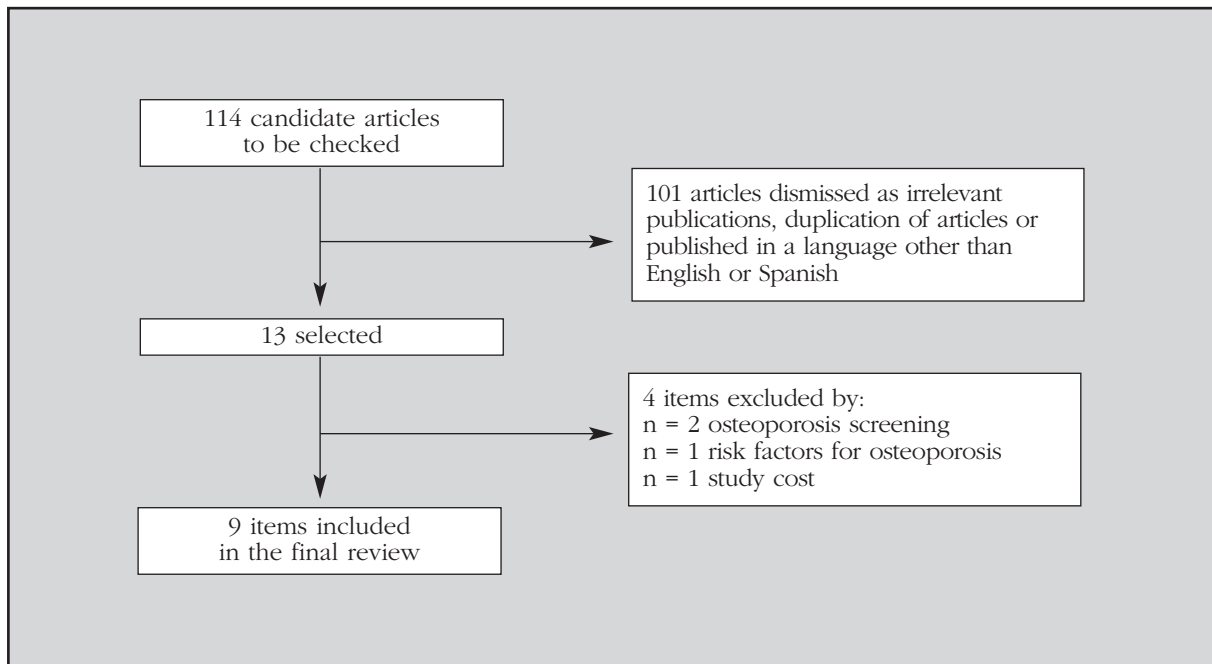 114 candidate articles
to be checked
101 articles dismissed as irrelevant
publications, duplication of articles or
published in a language other than
English or Spanish
13 selected
4 items excluded by:
n = 2 osteoporosis screening
n = 1 risk factors for osteoporosis
n = 1 study cost
9 items included
in the final review